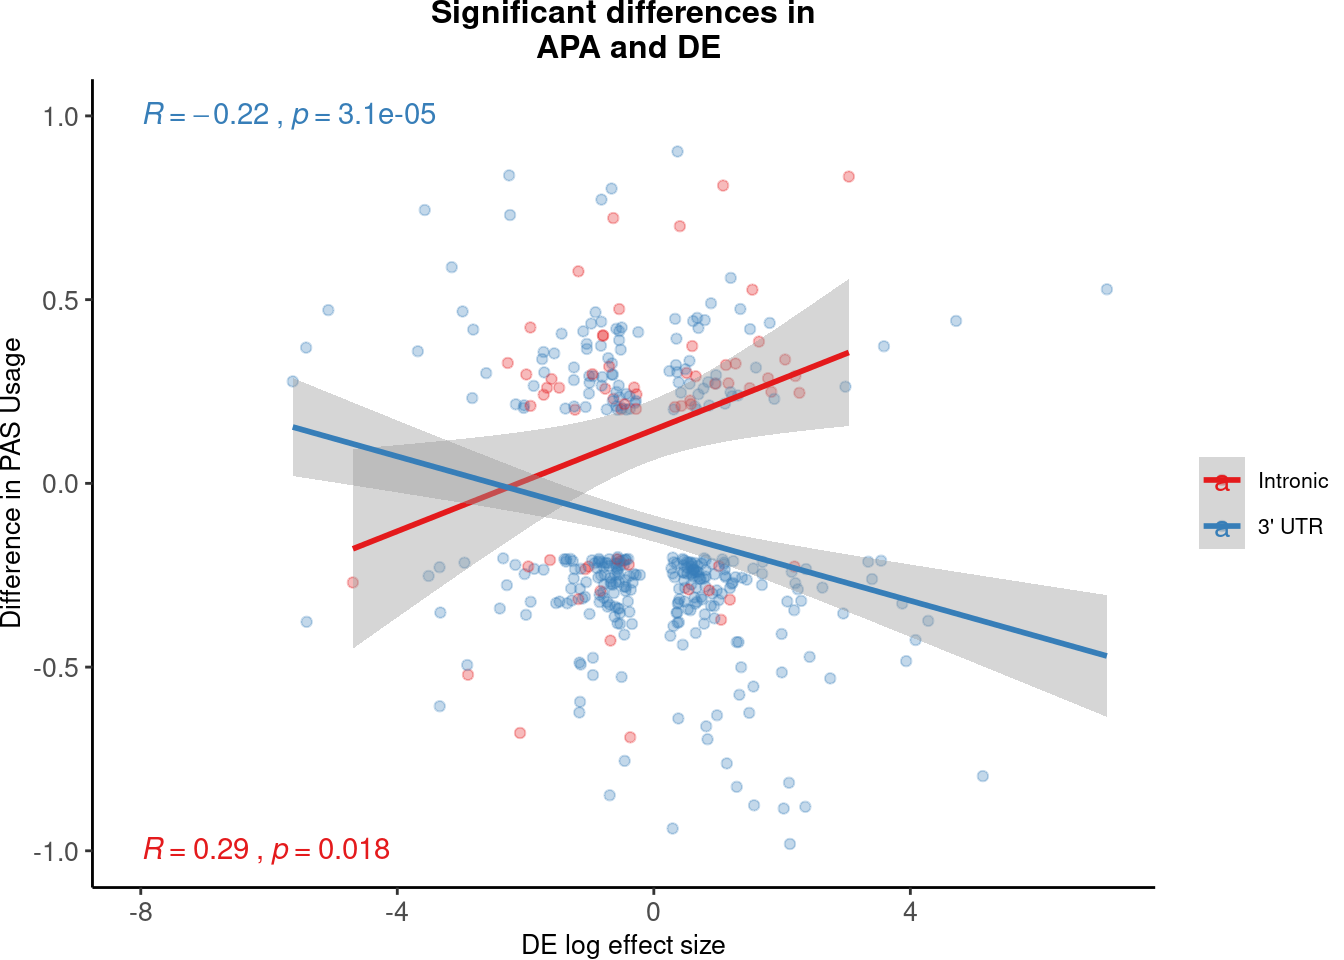 Significant differences in
APA and DE
R = −0.22 , p = 3.1e-05
1.0
0.5
0.0
-0.5
-1.0
Difference in PAS Usage
R = 0.29 , p = 0.018
-8
-4
0
4
DE log effect size
a Intronic
a 3' UTR